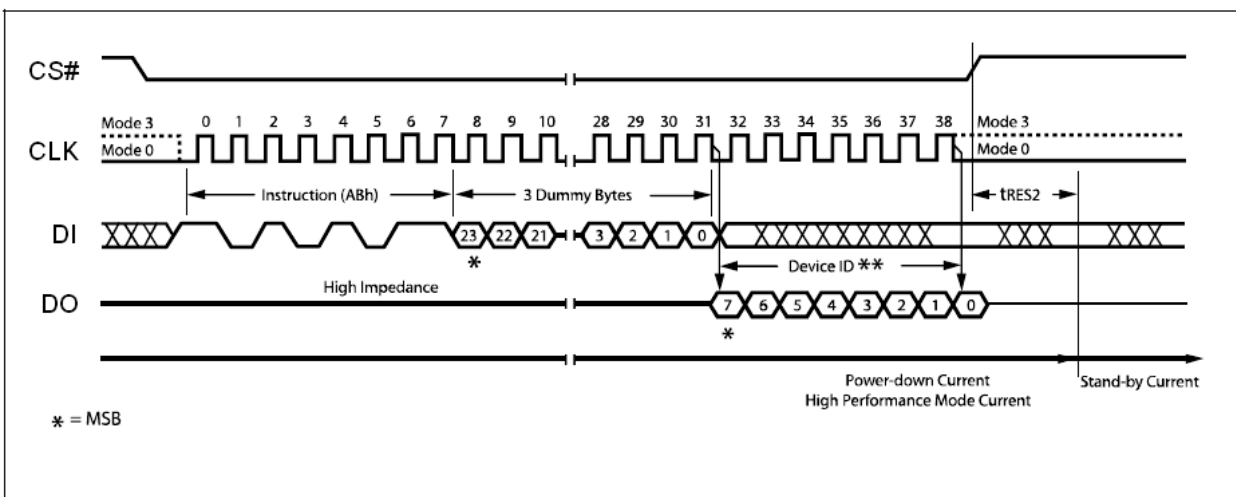 CS#
Mode 3 0 1 2 3 4 5 6 7 8 9 10 28 29 30 31 32 33 34 35 36 37 38 Mode 3
CLK Mode 0 Mode 0
Instruction (ABh) 3 Dummy Bytes tRES2
DI 23 22 21 3 2 1 0
*
Device ID **
High Impedance
DO 7 6 5 4 3 2 1 0
*
Power-down Current Stand-by Current
High Performance Mode Current
* = MSB